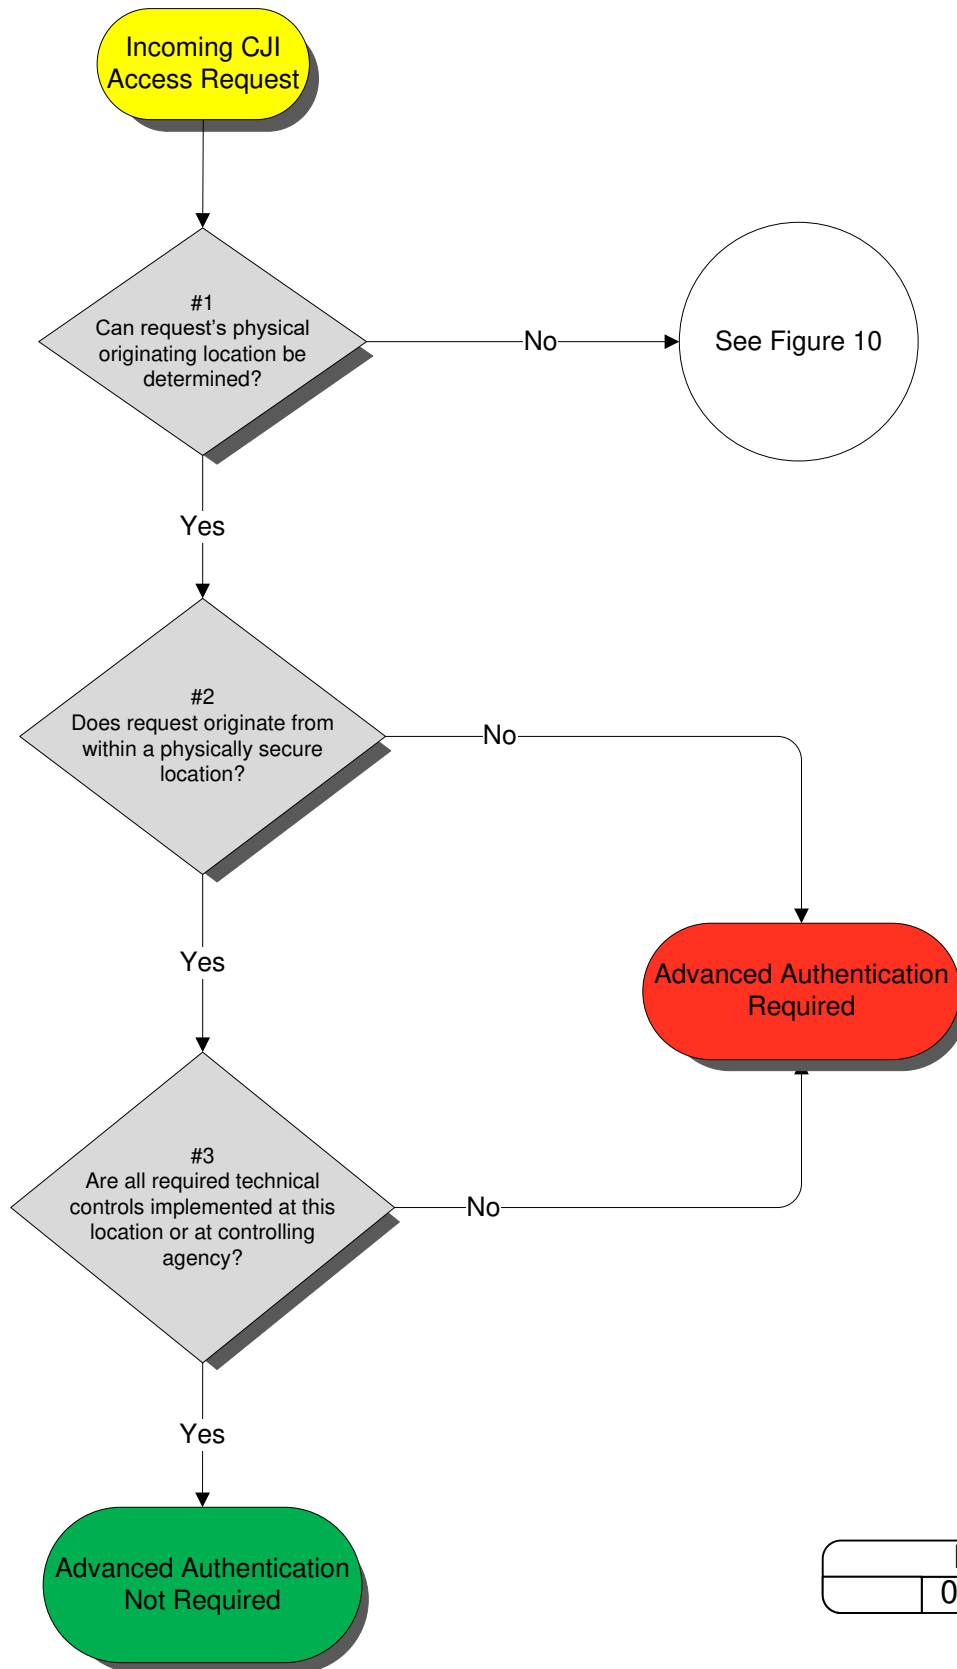 Incoming CJI
Access Request
#1
Can request's physical
originating location be
determined?
No
See Figure 10
Yes
#2
Does request originate from
within a physically secure
location?
No
Yes
Advanced Authentication
Required
#3
Are all required technical
controls implemented at this
location or at controlling
agency?
No
Yes
Advanced Authentication
Not Required
0